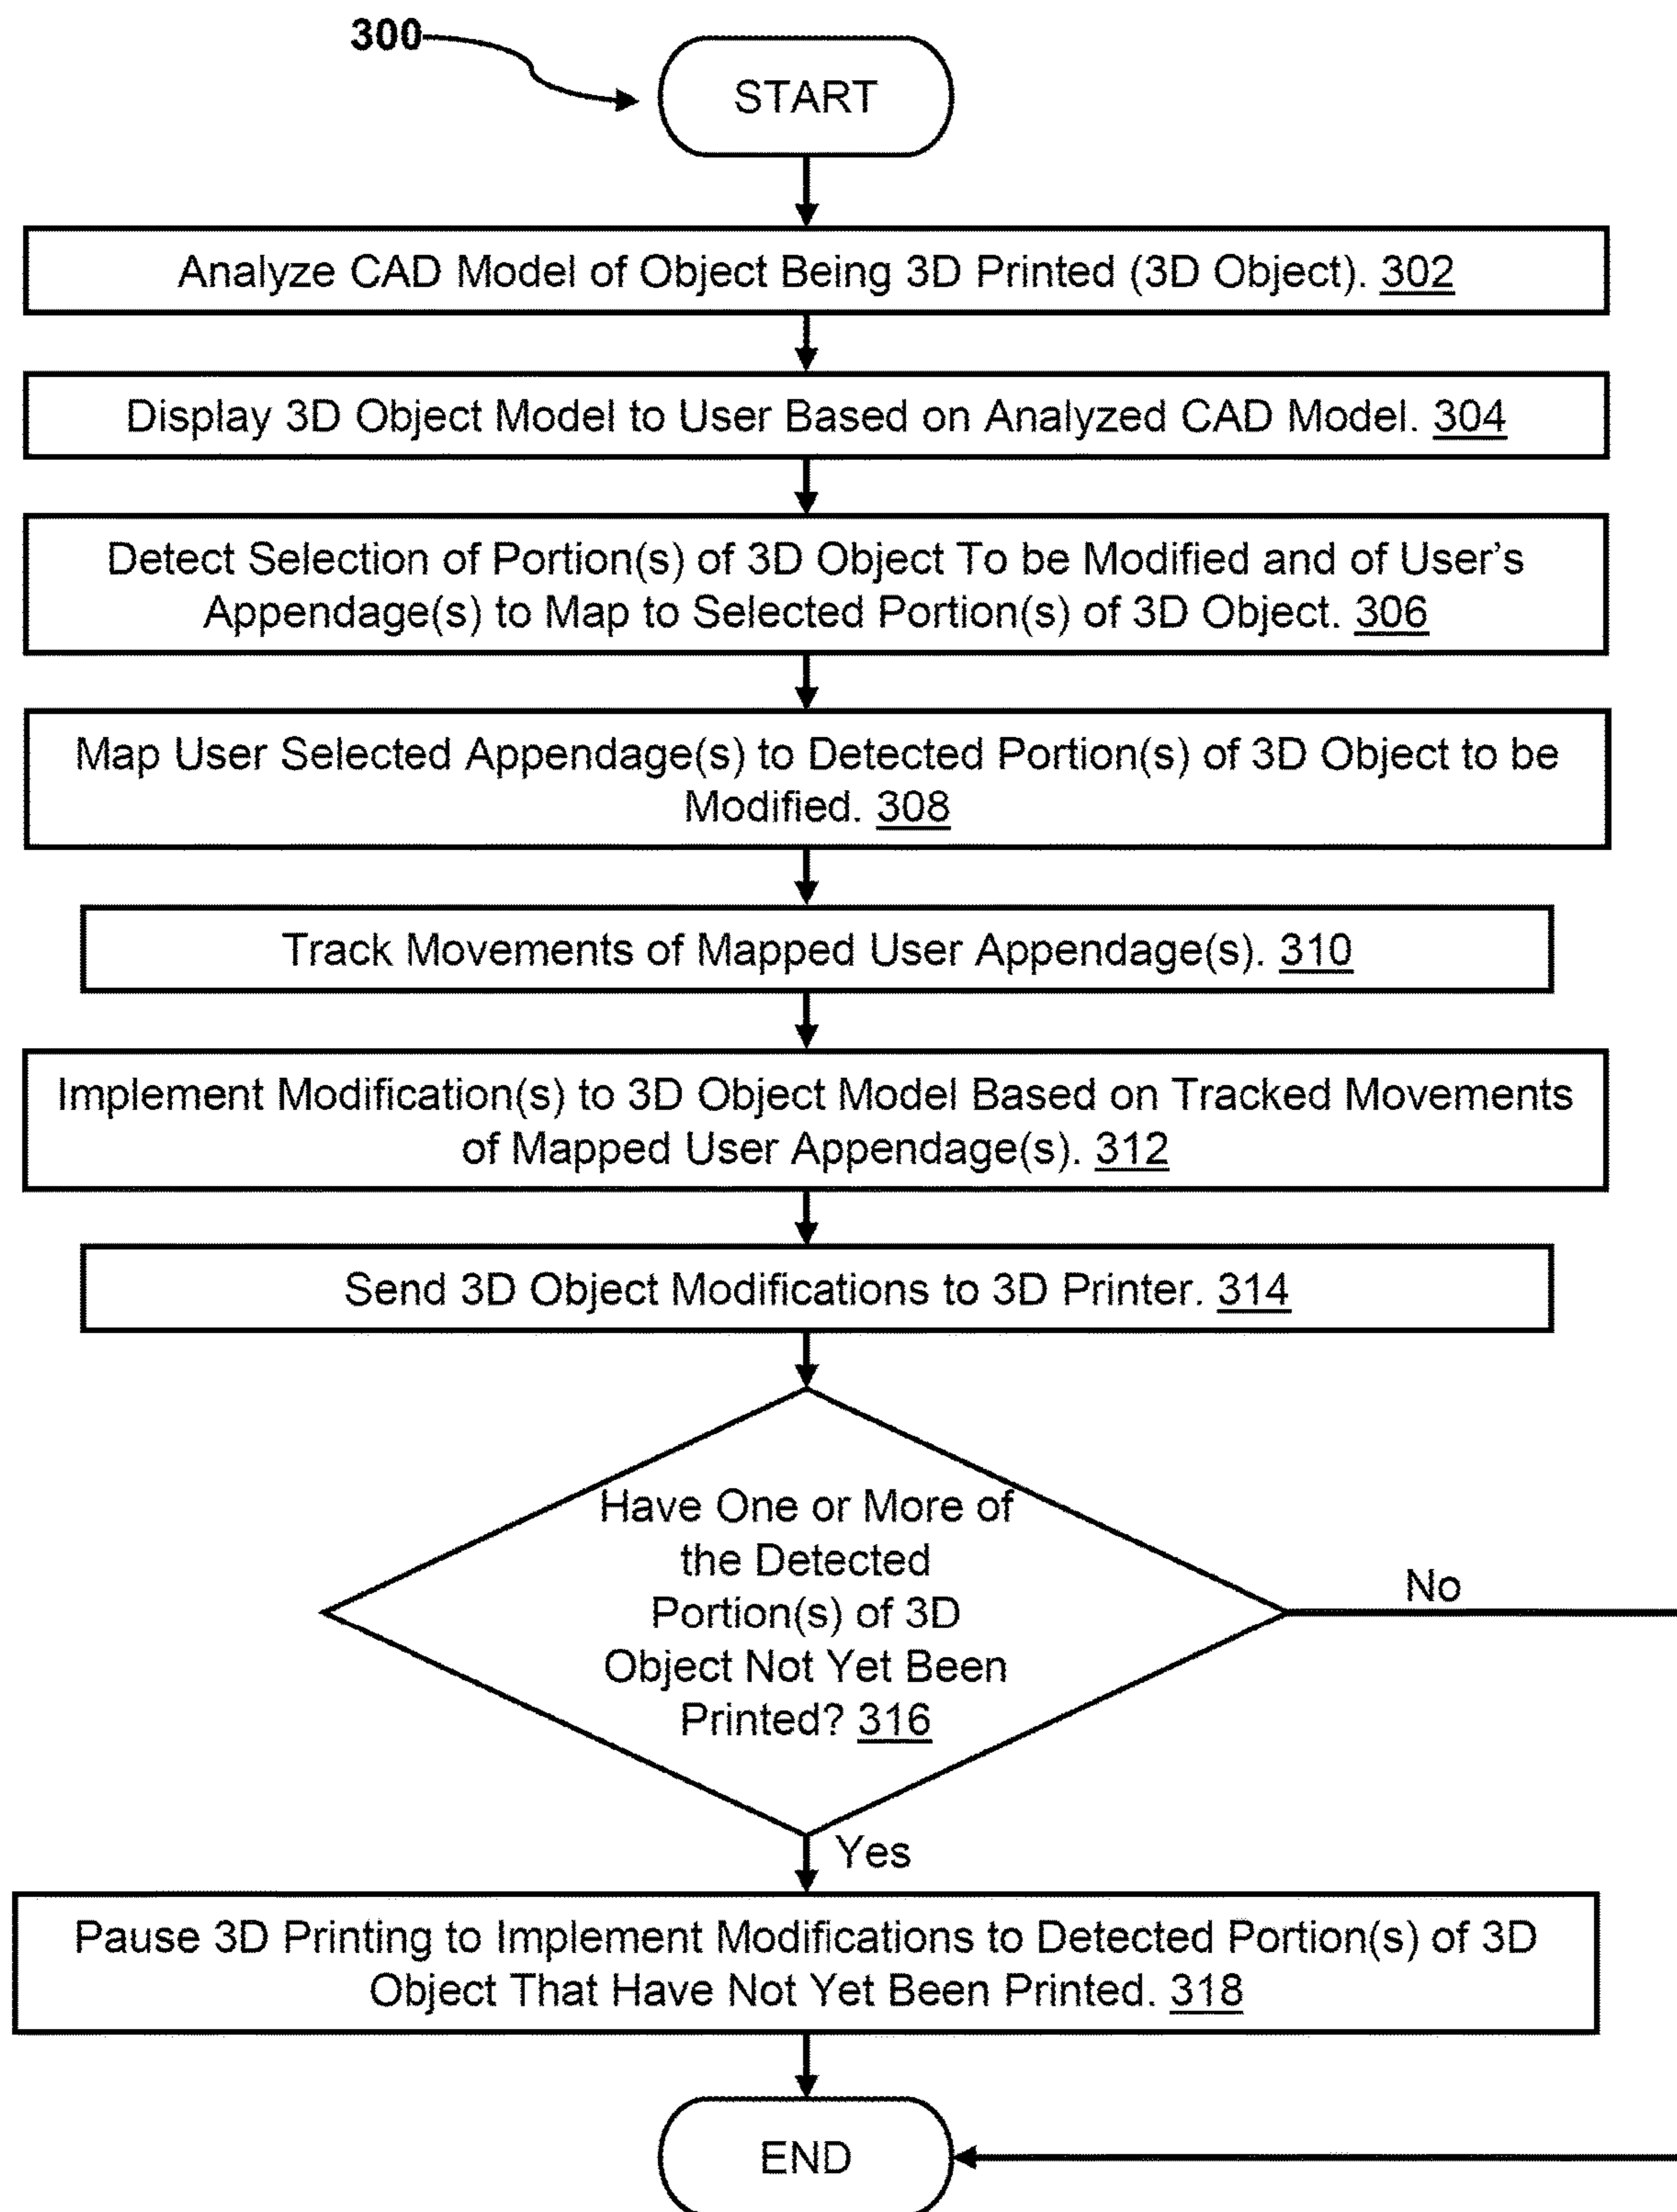 300
START
Analyze CAD Model of Object Being 3D Printed (3D Object). 302
Display 3D Object Model to User Based on Analyzed CAD Model. 304
Detect Selection of Portion(s) of 3D Object To be Modified and of User's
Appendage(s) to Map to Selected Portion(s) of 3D Object. 306
Map User Selected Appendage(s) to Detected Portion(s) of 3D Object to be
Modified. 308
Track Movements of Mapped User Appendage(s). 310
Implement Modification(s) to 3D Object Model Based on Tracked Movements
of Mapped User Appendage(s). 312
Send 3D Object Modifications to 3D Printer. 314
Have One or More of
the Detected
Portion(s) of 3D
Object Not Yet Been
Printed? 316
No
Yes
Pause 3D Printing to Implement Modifications to Detected Portion(s) of 3D
Object That Have Not Yet Been Printed. 318
END